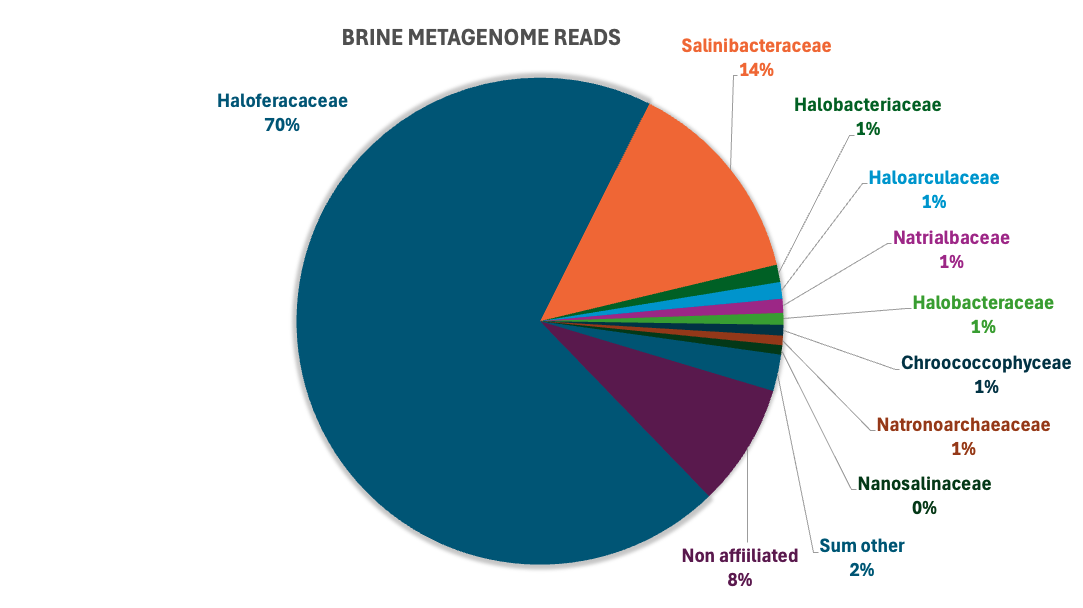 BRINE METAGENOME READS
Salinibacteraceae
14%
Haloferacaceae
70%
Halobacteriaceae
1%
Haloarculaceae
1%
Natrialbaceae
1%
Halobacteraceae
1%
Chroococcophyceae
1%
Natronoarchaeaceae
1%
Nanosalinaceae
0%
Sum other
2%
Non affiiliated
8%